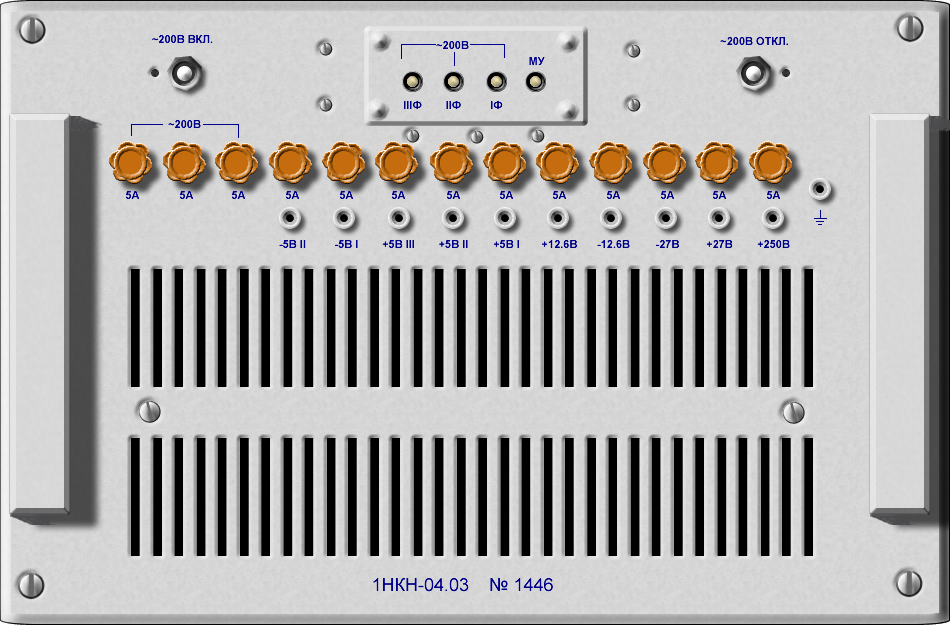 ~200В ВКЛ.
~200В
~200В ОТКЛ.
МУ
IIIФ IIФ IФ
~200В
5А 5А 5А 5А 5А 5А 5А 5А 5А 5А 5А 5А 5А
-5В II -5В I +5В III +5В II +5В I +12.6В -12.6В -27В +27В +250В
1НКН-04.03 № 1446